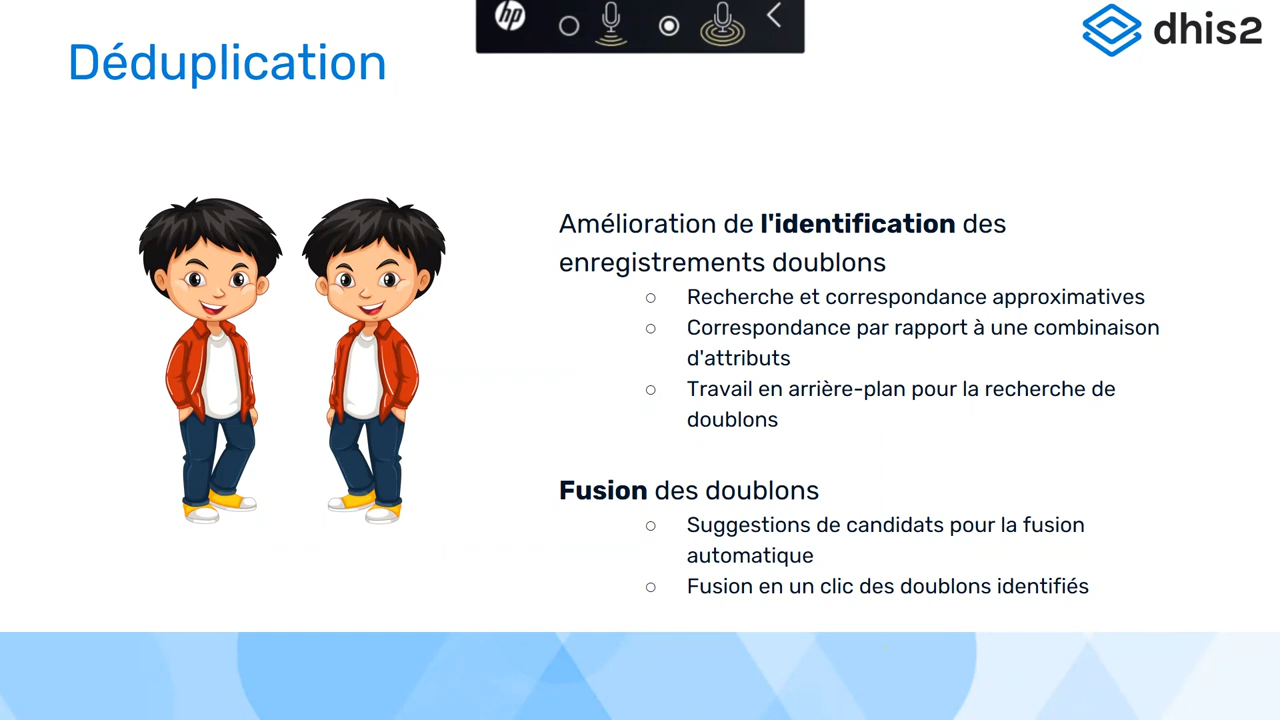 hp
dhis2
Déduplication
Amélioration de l'identification des
enregistrements doublons
○ Recherche et correspondance approximatives
○ Correspondance par rapport à une combinaison
d'attributs
○ Travail en arrière-plan pour la recherche de
doublons
Fusion des doublons
○ Suggestions de candidats pour la fusion
automatique
○ Fusion en un clic des doublons identifiés